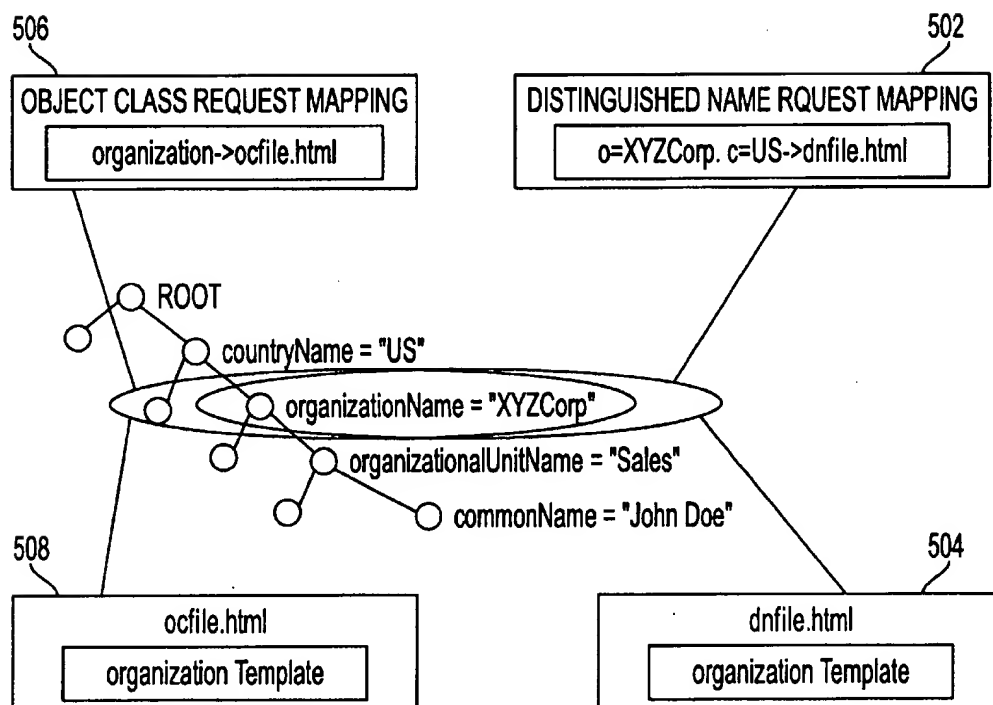 506
502
OBJECT CLASS REQUEST MAPPING
organization->ocfile.html
DISTINGUISHED NAME RQUEST MAPPING
o=XYZCorp. c=US->dnfile.html
ROOT
countryName = "US"
organizationName = "XYZCorp"
organizationalUnitName = "Sales"
commonName = "John Doe"
508
504
ocfile.html
organization Template
dnfile.html
organization Template